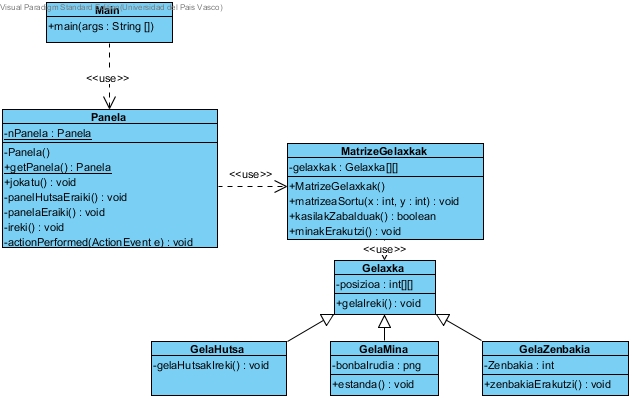 Visual Paradigm Standard (Universidad del Pais Vasco)
Main
+main(args : String [])
<<use>>
Panela
-nPanela : Panela
-Panela()
+getPanela() : Panela
+jokatu() : void
-panelHutsaEraiki() : void
-panelaEraiki() : void
-ireki() : void
-actionPerformed(ActionEvent e) : void
<<use>>
MatrizeGelaxkak
-gelaxkak : Gelaxka[][]
+MatrizeGelaxkak()
+matrizeaSortu(x : int, y : int) : void
+kasilakZabalduak() : boolean
+minakErakutzi() : void
<<use>>
Gelaxka
-posizioa : int[][]
+gelaIreki() : void
GelaHutsa
-gelaHutsakIreki() : void
GelaMina
-bonbaIrudia : png
+estanda() : void
GelaZenbakia
-Zenbakia : int
+zenbakiaErakutzi() : void